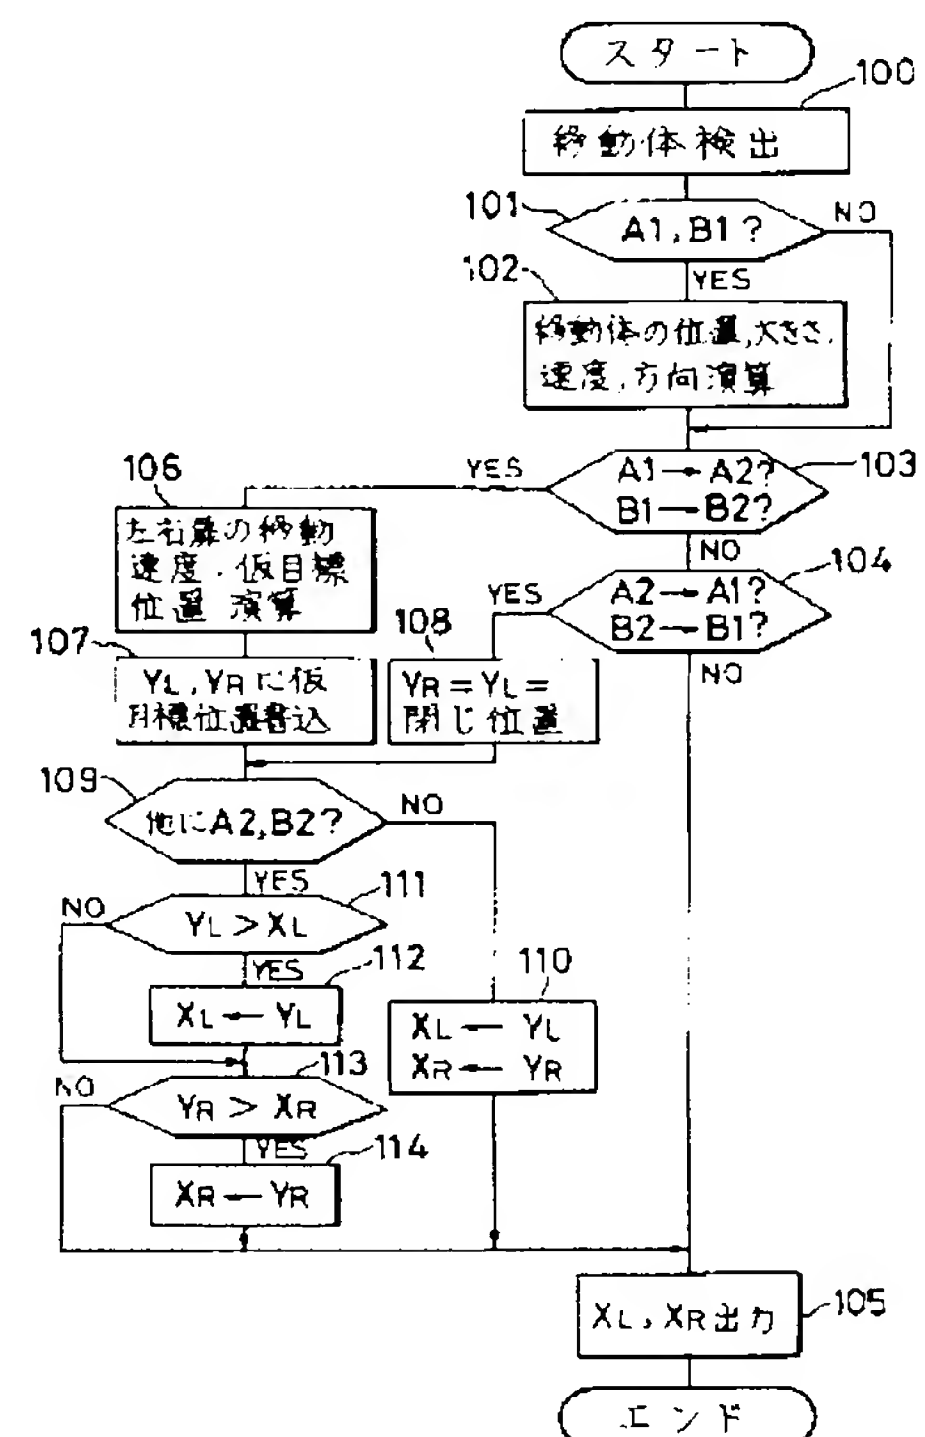 スタート
100
移動体検出
101
A1,B1?
NO
102
YES
移動体の位置,大きさ,
速度,方向演算
106
YES
A1→A2?
B1→B2?
103
左右扉の移動
速度・仮目標
位置演算
NO
104
YES
A2→A1?
B2→B1?
107
108
NO
YL,YRに仮
目標位置書込
YR=YL=
閉じ位置
109
他にA2,B2?
NO
YES
111
NO
YL>XL
YES
112
110
XL←YL
XL←YL
XR←YR
113
NO
YR>XR
YES
114
XR←YR
XL,XR出力
105
エンド